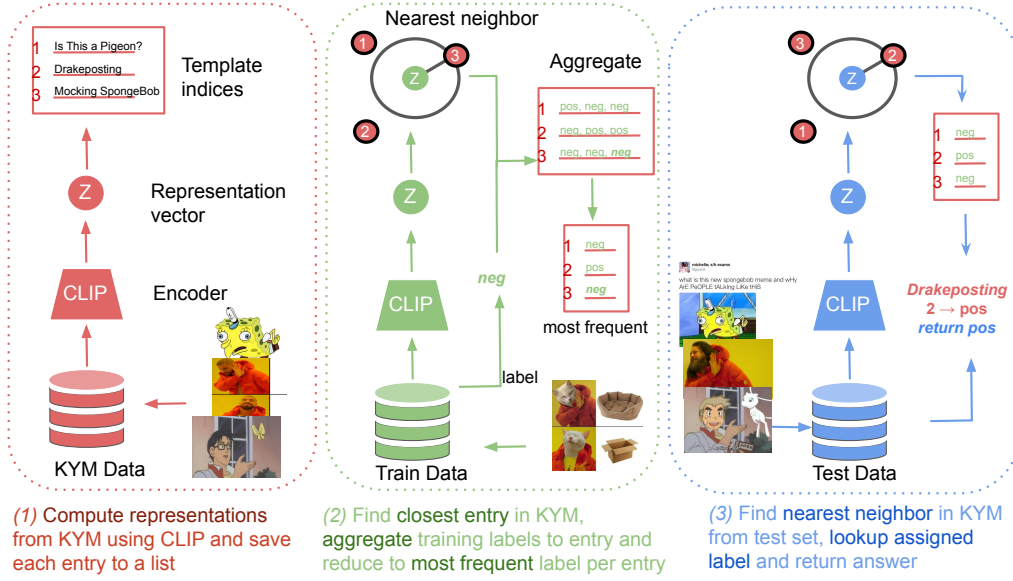 1 Is This a Pigeon?
2 Drakeposting
3 Mocking SpongeBob
Template
indices
Z
Representation
vector
CLIP
Encoder
KYM Data
(1) Compute representations
from KYM using CLIP and save
each entry to a list
Nearest neighbor
1
3
Z
2
Z
CLIP
neg
label
Train Data
Aggregate
1 pos, neg, neg
2 neg, pos, pos
3 neg, neg, neg
1 neg
2 pos
3 neg
most frequent
(2) Find closest entry in KYM,
aggregate training labels to entry and
reduce to most frequent label per entry
3
2
Z
1
Z
CLIP
what is this new spongebob meme and wHy
ArE PeOPLE tALkIng LiKe tHIS
Test Data
1 neg
2 pos
3 neg
Drakeposting
2 → pos
return pos
(3) Find nearest neighbor in KYM
from test set, lookup assigned
label and return answer